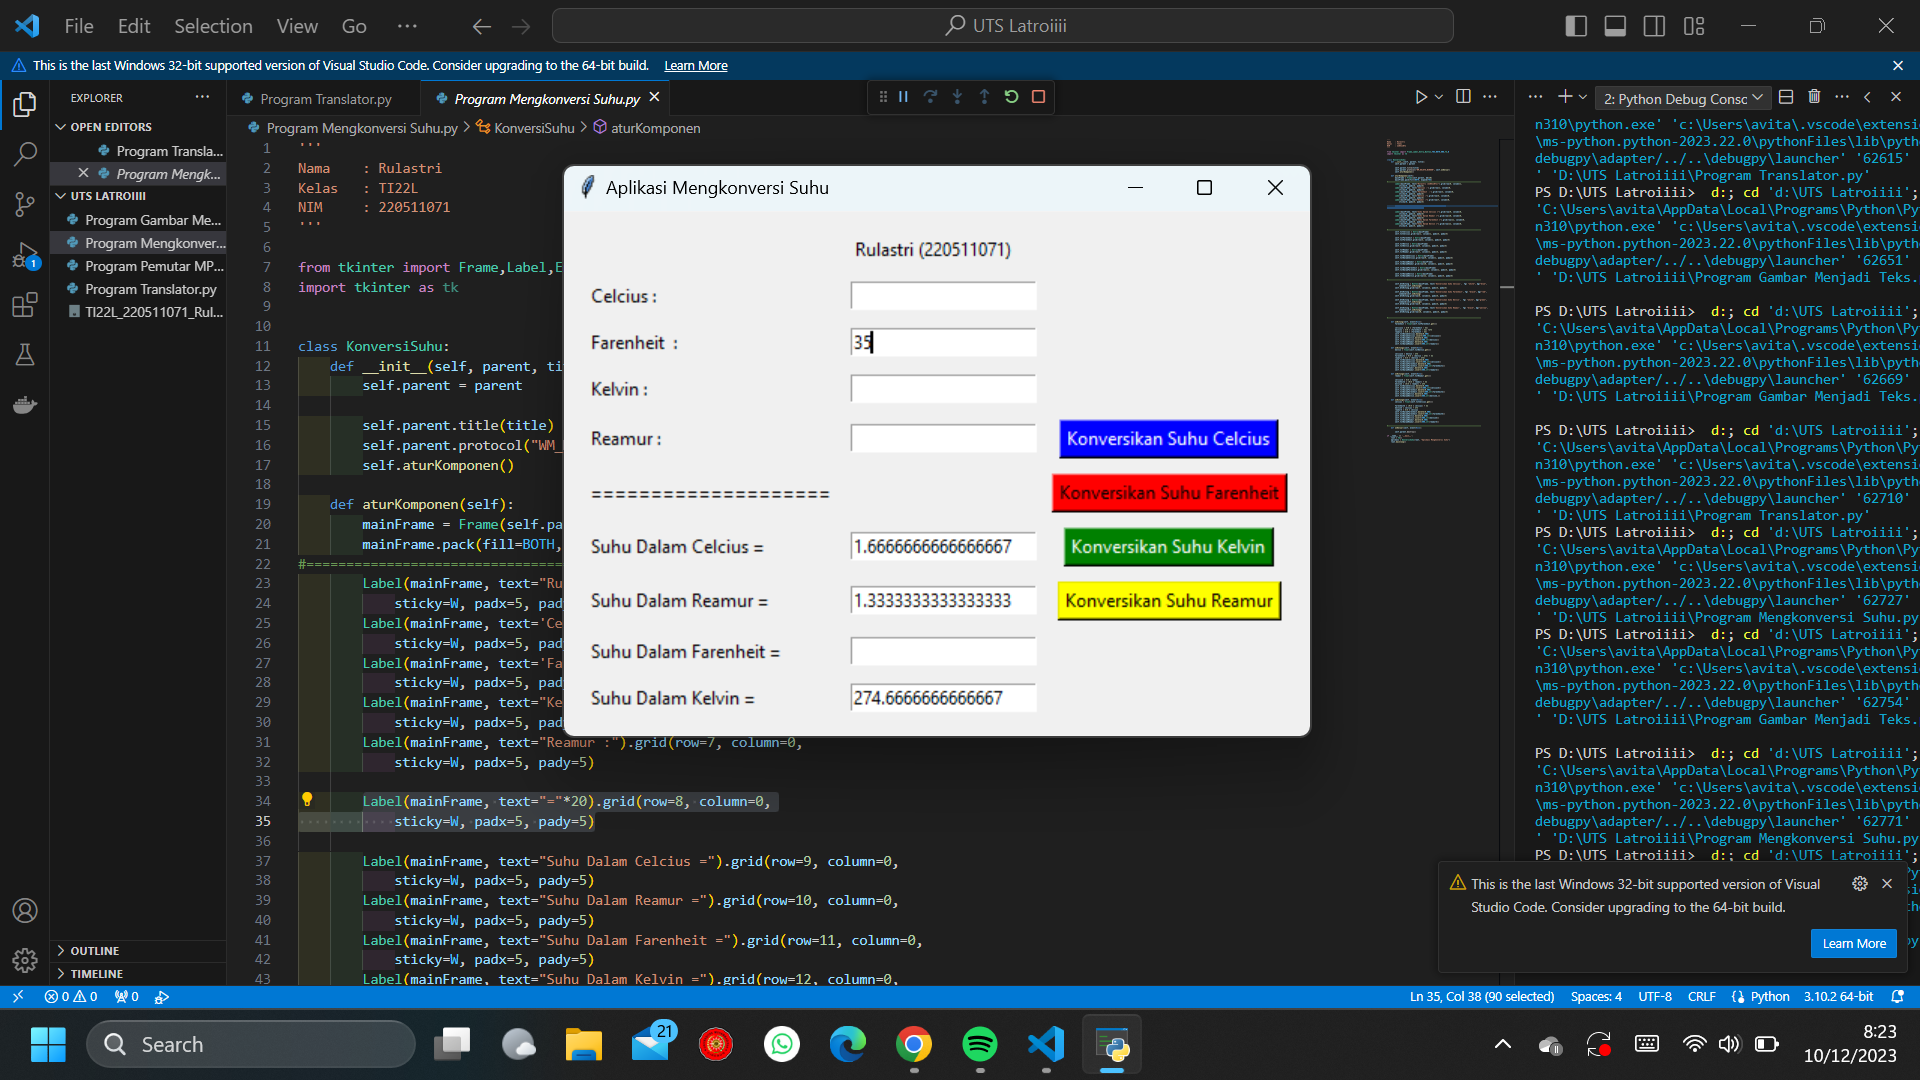 File Edit Selection View Go ··· UTS Latroiiii
This is the last Windows 32-bit supported version of Visual Studio Code. Consider upgrading to the 64-bit build. Learn More
EXPLORER ···
OPEN EDITORS
Program Transla...
Program Mengk...
UTS LATROIIII
Program Gambar Me...
Program Mengkonver...
Program Pemutar MP...
Program Translator.py
TI22L_220511071_Rul...
1
OUTLINE
TIMELINE
Program Translator.py Program Mengkonversi Suhu.py
Program Mengkonversi Suhu.py > KonversiSuhu > aturKomponen
1 '''
2 Nama : Rulastri
3 Kelas : TI22L
4 NIM : 220511071
5 '''
6
7 from tkinter import Frame,Label,E
8 import tkinter as tk
9
10
11 class KonversiSuhu:
12 def __init__(self, parent, ti
13 self.parent = parent
14
15 self.parent.title(title)
16 self.parent.protocol("WM_
17 self.aturKomponen()
18
19 def aturKomponen(self):
20 mainFrame = Frame(self.pa
21 mainFrame.pack(fill=BOTH,
22 #================================
23 Label(mainFrame, text="Ru
24 sticky=W, padx=5, pad
25 Label(mainFrame, text='Ce
26 sticky=W, padx=5, pad
27 Label(mainFrame, text='Fa
28 sticky=W, padx=5, pad
29 Label(mainFrame, text="Ke
30 sticky=W, padx=5, pad
31 Label(mainFrame, text="Reamur :").grid(row=7, column=0,
32 sticky=W, padx=5, pady=5)
33
34 Label(mainFrame, text="="*20).grid(row=8, column=0,
35 sticky=W, padx=5, pady=5)
36
37 Label(mainFrame, text="Suhu Dalam Celcius =").grid(row=9, column=0,
38 sticky=W, padx=5, pady=5)
39 Label(mainFrame, text="Suhu Dalam Reamur =").grid(row=10, column=0,
40 sticky=W, padx=5, pady=5)
41 Label(mainFrame, text="Suhu Dalam Farenheit =").grid(row=11, column=0,
42 sticky=W, padx=5, pady=5)
43 Label(mainFrame, text="Suhu Dalam Kelvin =").grid(row=12, column=0,
Aplikasi Mengkonversi Suhu
Rulastri (220511071)
Celcius :
Farenheit : 35
Kelvin :
Reamur : Konversikan Suhu Celcius
==================== Konversikan Suhu Farenheit
Suhu Dalam Celcius = 1.6666666666666667 Konversikan Suhu Kelvin
Suhu Dalam Reamur = 1.3333333333333333 Konversikan Suhu Reamur
Suhu Dalam Farenheit =
Suhu Dalam Kelvin = 274.6666666666667
2: Python Debug Consc
n310\python.exe' 'c:\Users\avita\.vscode\extension
\ms-python.python-2023.22.0\pythonFiles\lib\python
debugpy\adapter/../..\debugpy\launcher' '62615'
' 'D:\UTS Latroiiii\Program Translator.py'
PS D:\UTS Latroiiii> d:; cd 'd:\UTS Latroiiii';
'C:\Users\avita\AppData\Local\Programs\Python\Py
n310\python.exe' 'c:\Users\avita\.vscode\extensi
\ms-python.python-2023.22.0\pythonFiles\lib\pyth
debugpy\adapter/../..\debugpy\launcher' '62651'
' 'D:\UTS Latroiiii\Program Gambar Menjadi Teks.
PS D:\UTS Latroiiii> d:; cd 'd:\UTS Latroiiii';
'C:\Users\avita\AppData\Local\Programs\Python\Py
n310\python.exe' 'c:\Users\avita\.vscode\extensi
\ms-python.python-2023.22.0\pythonFiles\lib\pyth
debugpy\adapter/../..\debugpy\launcher' '62669'
' 'D:\UTS Latroiiii\Program Gambar Menjadi Teks.
PS D:\UTS Latroiiii> d:; cd 'd:\UTS Latroiiii';
'C:\Users\avita\AppData\Local\Programs\Python\Py
n310\python.exe' 'c:\Users\avita\.vscode\extensi
\ms-python.python-2023.22.0\pythonFiles\lib\pyth
debugpy\adapter/../..\debugpy\launcher' '62710'
' 'D:\UTS Latroiiii\Program Translator.py'
PS D:\UTS Latroiiii> d:; cd 'd:\UTS Latroiiii';
'C:\Users\avita\AppData\Local\Programs\Python\Py
n310\python.exe' 'c:\Users\avita\.vscode\extensi
\ms-python.python-2023.22.0\pythonFiles\lib\pyth
debugpy\adapter/../..\debugpy\launcher' '62727'
' 'D:\UTS Latroiiii\Program Mengkonversi Suhu.py
PS D:\UTS Latroiiii> d:; cd 'd:\UTS Latroiiii';
'C:\Users\avita\AppData\Local\Programs\Python\Py
n310\python.exe' 'c:\Users\avita\.vscode\extensi
\ms-python.python-2023.22.0\pythonFiles\lib\pyth
debugpy\adapter/../..\debugpy\launcher' '62754'
' 'D:\UTS Latroiiii\Program Gambar Menjadi Teks.
PS D:\UTS Latroiiii> d:; cd 'd:\UTS Latroiiii';
'C:\Users\avita\AppData\Local\Programs\Python\Py
n310\python.exe' 'c:\Users\avita\.vscode\extensi
\ms-python.python-2023.22.0\pythonFiles\lib\pyth
debugpy\adapter/../..\debugpy\launcher' '62771'
' 'D:\UTS Latroiiii\Program Mengkonversi Suhu.py
PS D:\UTS Latroiiii> d:; cd 'd:\UTS Latroiiii';
This is the last Windows 32-bit supported version of Visual
Studio Code. Consider upgrading to the 64-bit build.
Learn More
0 0 0 Ln 35, Col 38 (90 selected) Spaces: 4 UTF-8 CRLF Python 3.10.2 64-bit
Search 21 8:23
10/12/2023